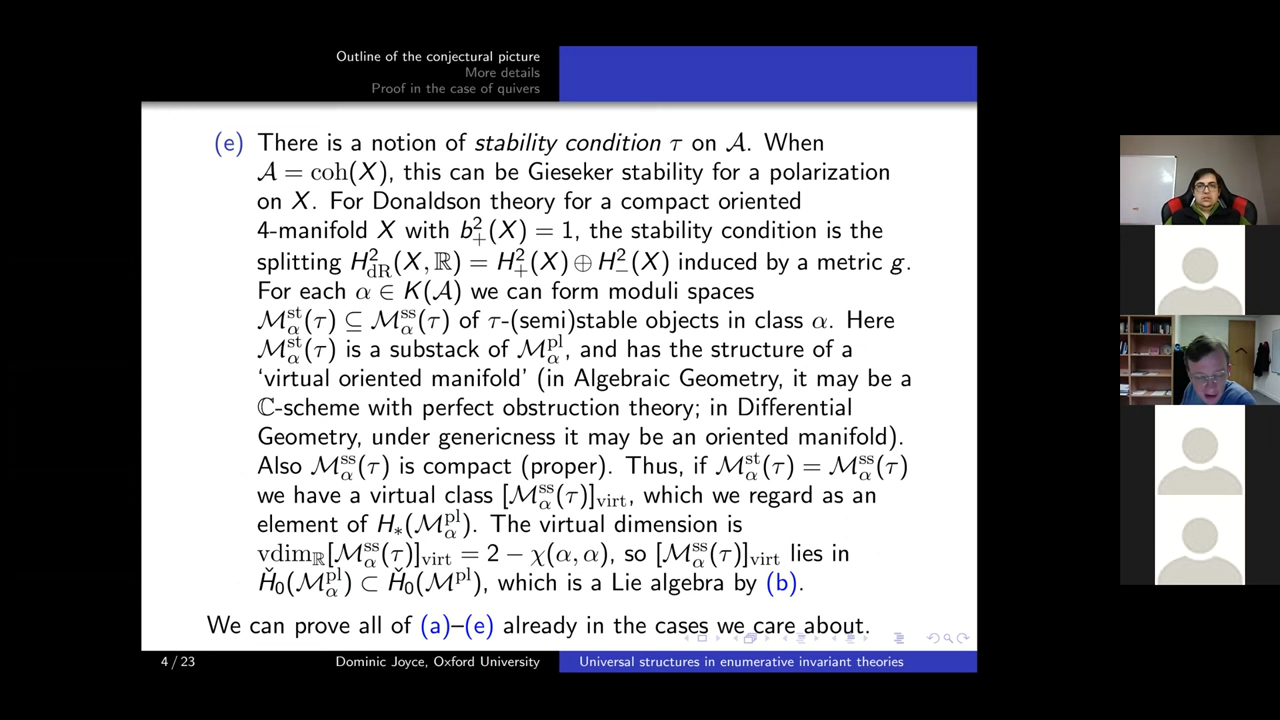 Outline of the conjectural picture
More details
Proof in the case of quivers
(e) There is a notion of stability condition τ on 𝒜. When
𝒜 = coh(X), this can be Gieseker stability for a polarization
on X. For Donaldson theory for a compact oriented
4-manifold X with b²₊(X) = 1, the stability condition is the
splitting H²_dR(X, ℝ) = H²₊(X) ⊕ H²₋(X) induced by a metric g.
For each α ∈ K(𝒜) we can form moduli spaces
ℳ^st_α(τ) ⊆ ℳ^ss_α(τ) of τ-(semi)stable objects in class α. Here
ℳ^st_α(τ) is a substack of ℳ^pl_α, and has the structure of a
‘virtual oriented manifold’ (in Algebraic Geometry, it may be a
ℂ-scheme with perfect obstruction theory; in Differential
Geometry, under genericness it may be an oriented manifold).
Also ℳ^ss_α(τ) is compact (proper). Thus, if ℳ^st_α(τ) = ℳ^ss_α(τ)
we have a virtual class [ℳ^ss_α(τ)]_virt, which we regard as an
element of H_*(ℳ^pl_α). The virtual dimension is
vdim_ℝ[ℳ^ss_α(τ)]_virt = 2 − χ(α, α), so [ℳ^ss_α(τ)]_virt lies in
Ȟ₀(ℳ^pl_α) ⊂ Ȟ₀(ℳ^pl), which is a Lie algebra by (b).
We can prove all of (a)–(e) already in the cases we care about.
4 / 23
Dominic Joyce, Oxford University
Universal structures in enumerative invariant theories